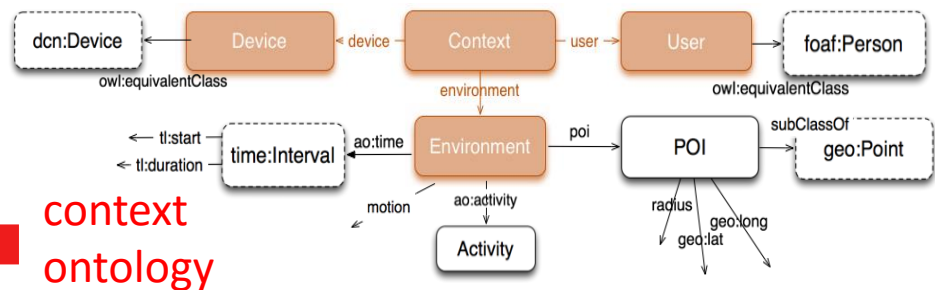 dcn:Device
Device
device
Context
user
User
foaf:Person
owl:equivalentClass
environment
owl:equivalentClass
tl:start
tl:duration
time:Interval
ao:time
Environment
poi
POI
subClassOf
geo:Point
motion
ao:activity
radius
geo:lat
geo:long
Activity
context
ontology